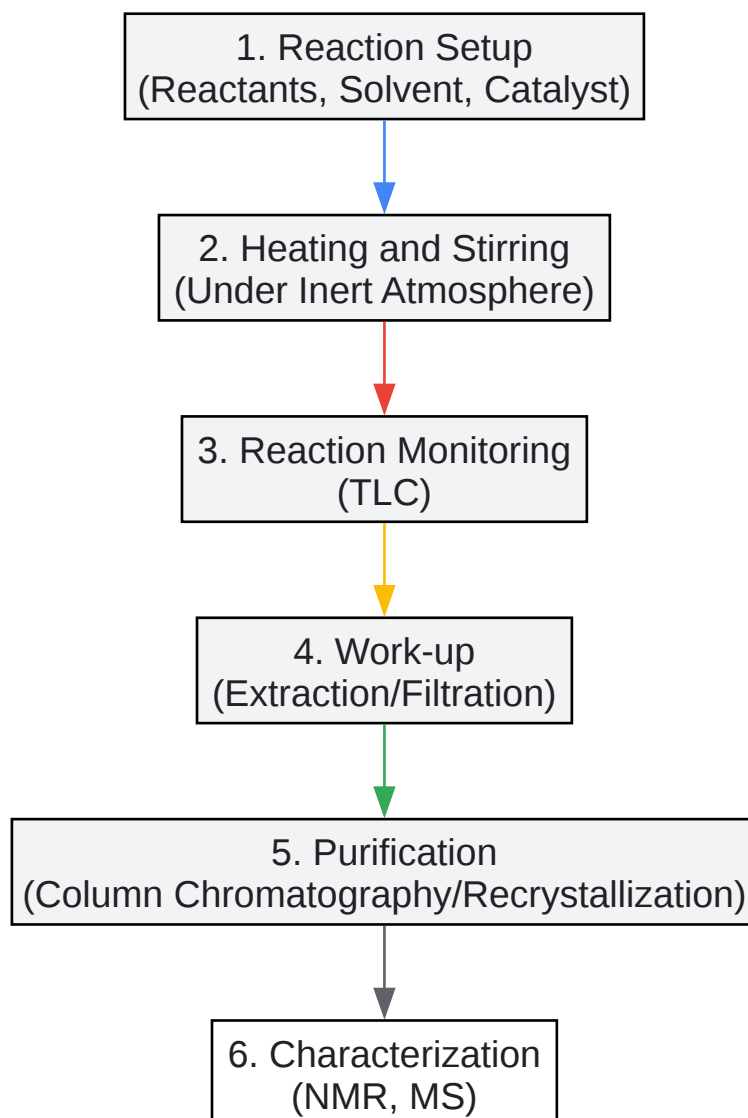 1. Reaction Setup
(Reactants, Solvent, Catalyst)
2. Heating and Stirring
(Under Inert Atmosphere)
3. Reaction Monitoring
(TLC)
4. Work-up
(Extraction/Filtration)
5. Purification
(Column Chromatography/Recrystallization)
6. Characterization
(NMR, MS)